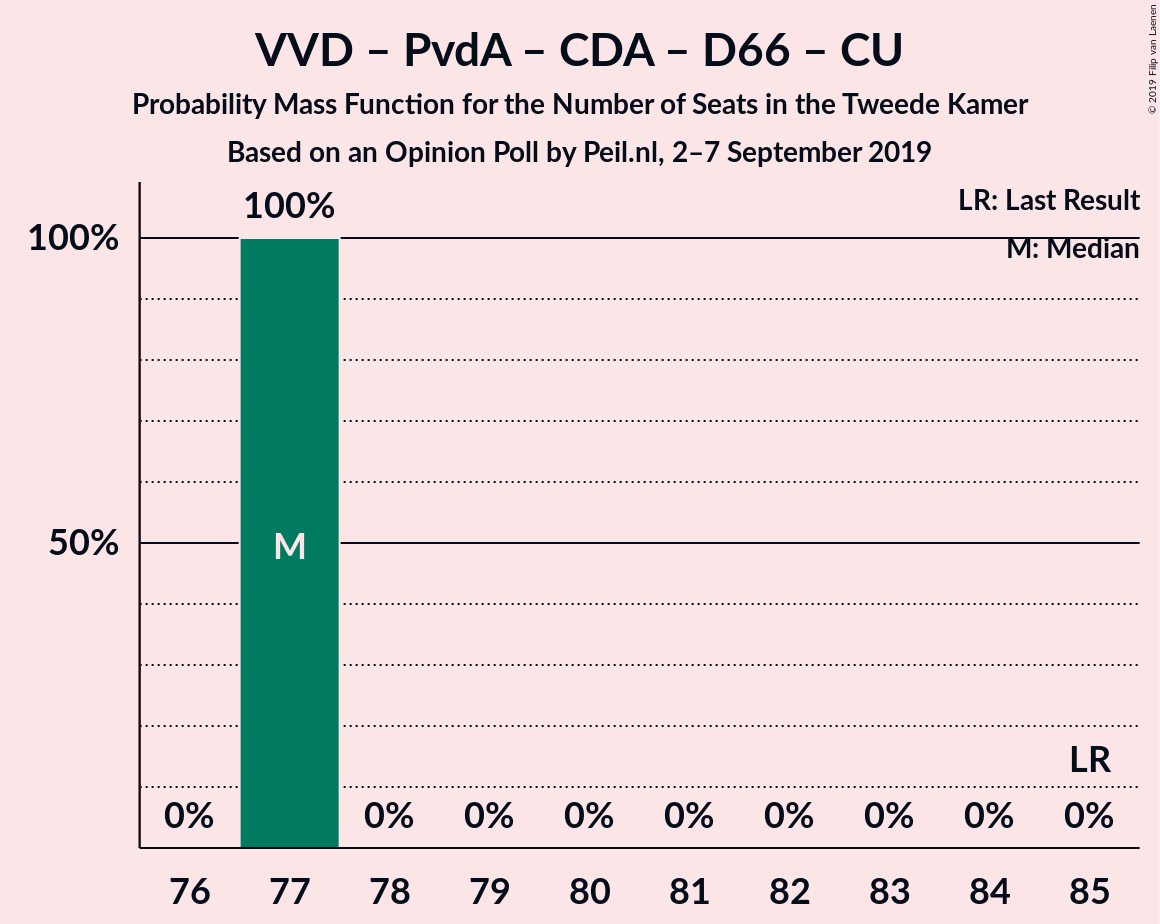 VVD – PvdA – CDA – D66 – CU
Probability Mass Function for the Number of Seats in the Tweede Kamer
Based on an Opinion Poll by Peil.nl, 2–7 September 2019
© 2019 Filip van Laenen
LR: Last Result
M: Median
100%
100%
50%
M
LR
0% 0% 0% 0% 0% 0% 0% 0% 0%
76 77 78 79 80 81 82 83 84 85